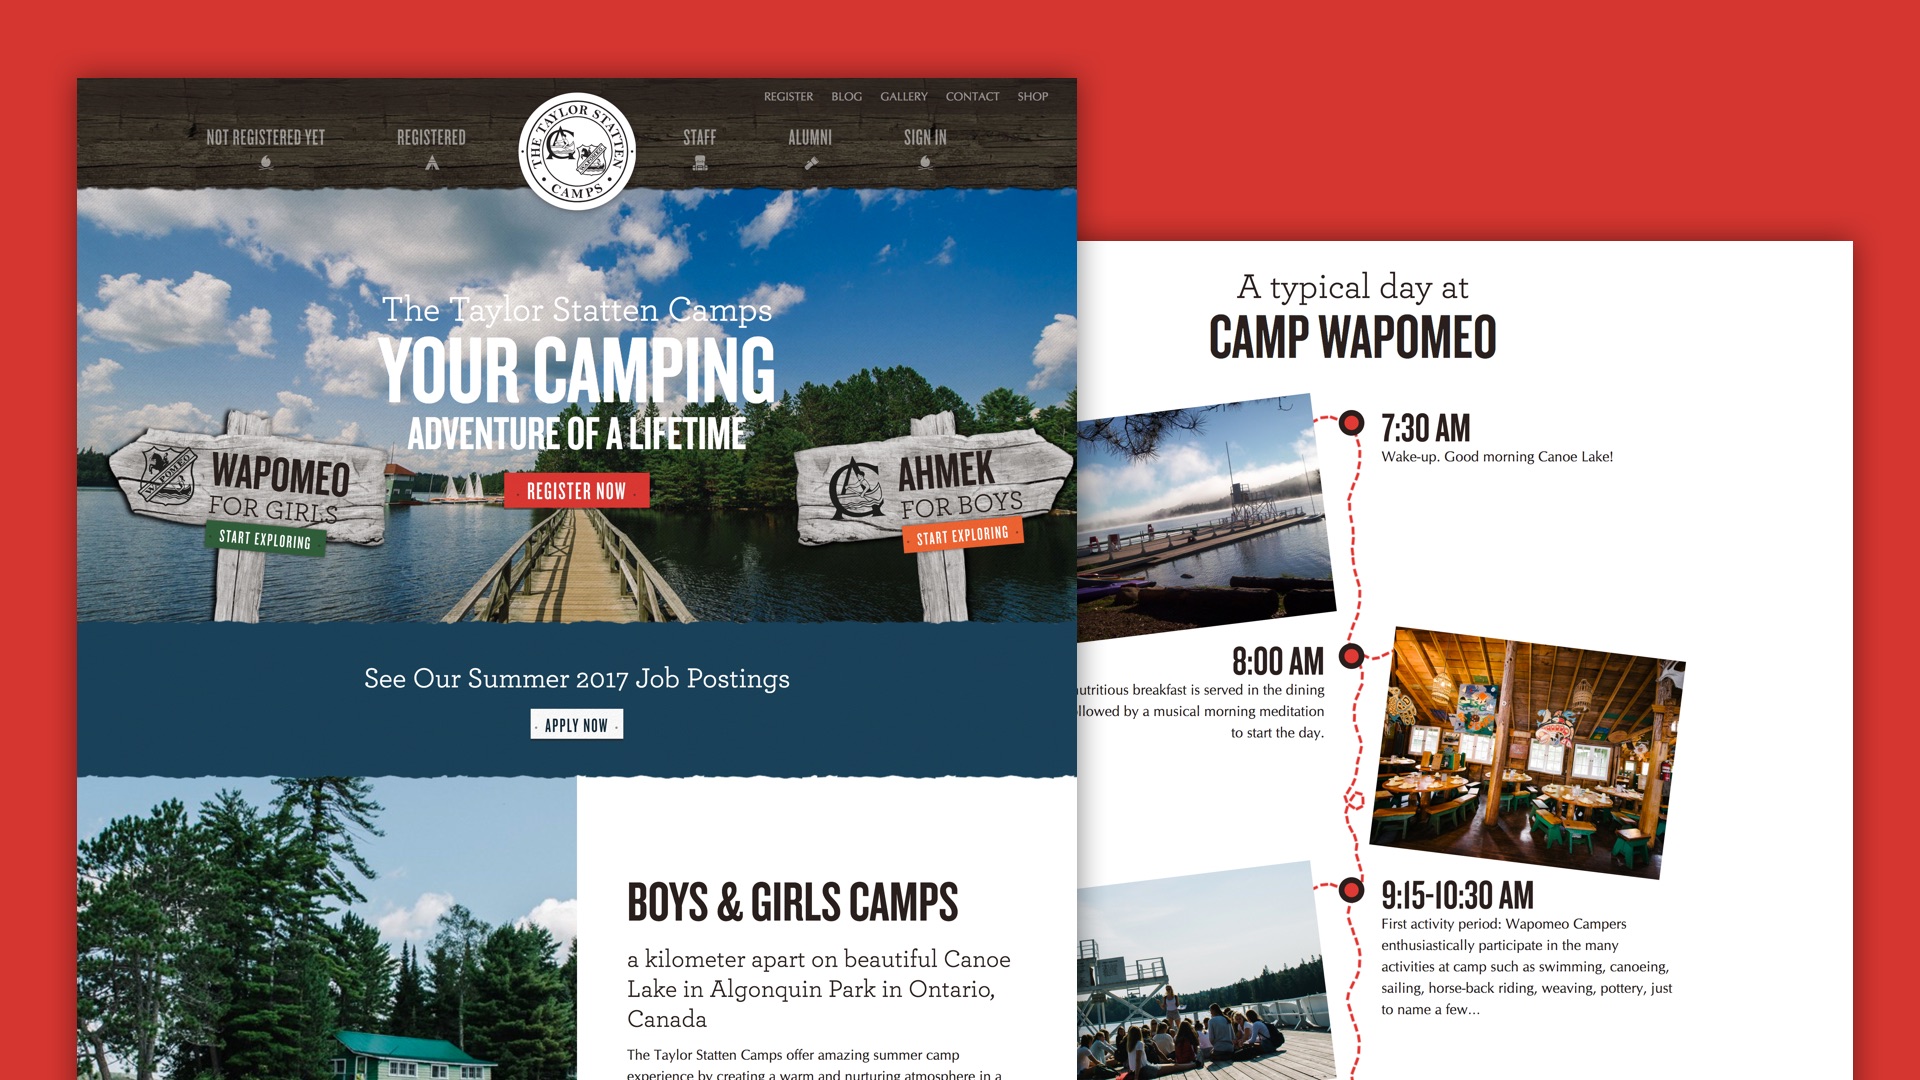 REGISTER BLOG GALLERY CONTACT SHOP
NOT REGISTERED YET REGISTERED STAFF ALUMNI SIGN IN
THE TAYLOR STATTEN
CAMPS
WAPOMEO
The Taylor Statten Camps
YOUR CAMPING
ADVENTURE OF A LIFETIME
REGISTER NOW
WAPOMEO
WAPOMEO
FOR GIRLS
START EXPLORING
AHMEK
FOR BOYS
START EXPLORING
See Our Summer 2017 Job Postings
APPLY NOW
BOYS & GIRLS CAMPS
a kilometer apart on beautiful Canoe
Lake in Algonquin Park in Ontario,
Canada
The Taylor Statten Camps offer amazing summer camp
experience by creating a warm and nurturing atmosphere in a
A typical day at
CAMP WAPOMEO
7:30 AM
Wake-up. Good morning Canoe Lake!
8:00 AM
utritious breakfast is served in the dining
llowed by a musical morning meditation
to start the day.
9:15-10:30 AM
First activity period: Wapomeo Campers
enthusiastically participate in the many
activities at camp such as swimming, canoeing,
sailing, horse-back riding, weaving, pottery, just
to name a few...